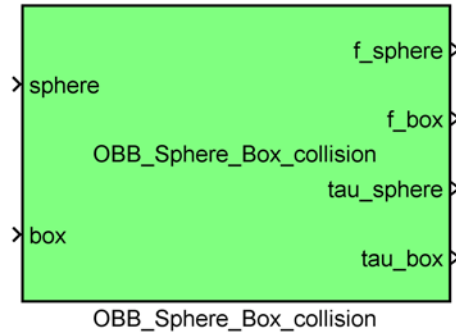 f_sphere
sphere
f_box
OBB_Sphere_Box_collision
tau_sphere
box
tau_box
OBB_Sphere_Box_collision